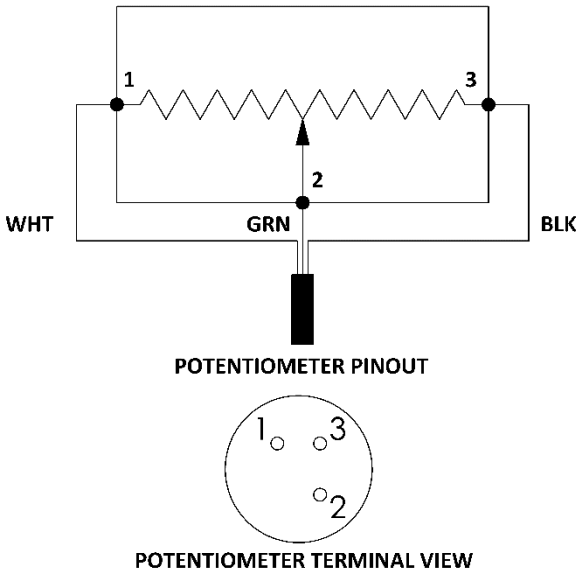 1 3
2
WHT GRN BLK
POTENTIOMETER PINOUT
1 3
2
POTENTIOMETER TERMINAL VIEW